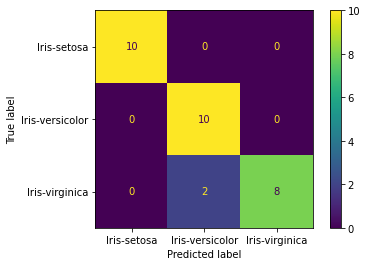 Iris-setosa 10 0 0
Iris-versicolor 0 10 0
Iris-virginica 0 2 8
Iris-setosa Iris-versicolor Iris-virginica
Predicted label
True label
10
8
6
4
2
0